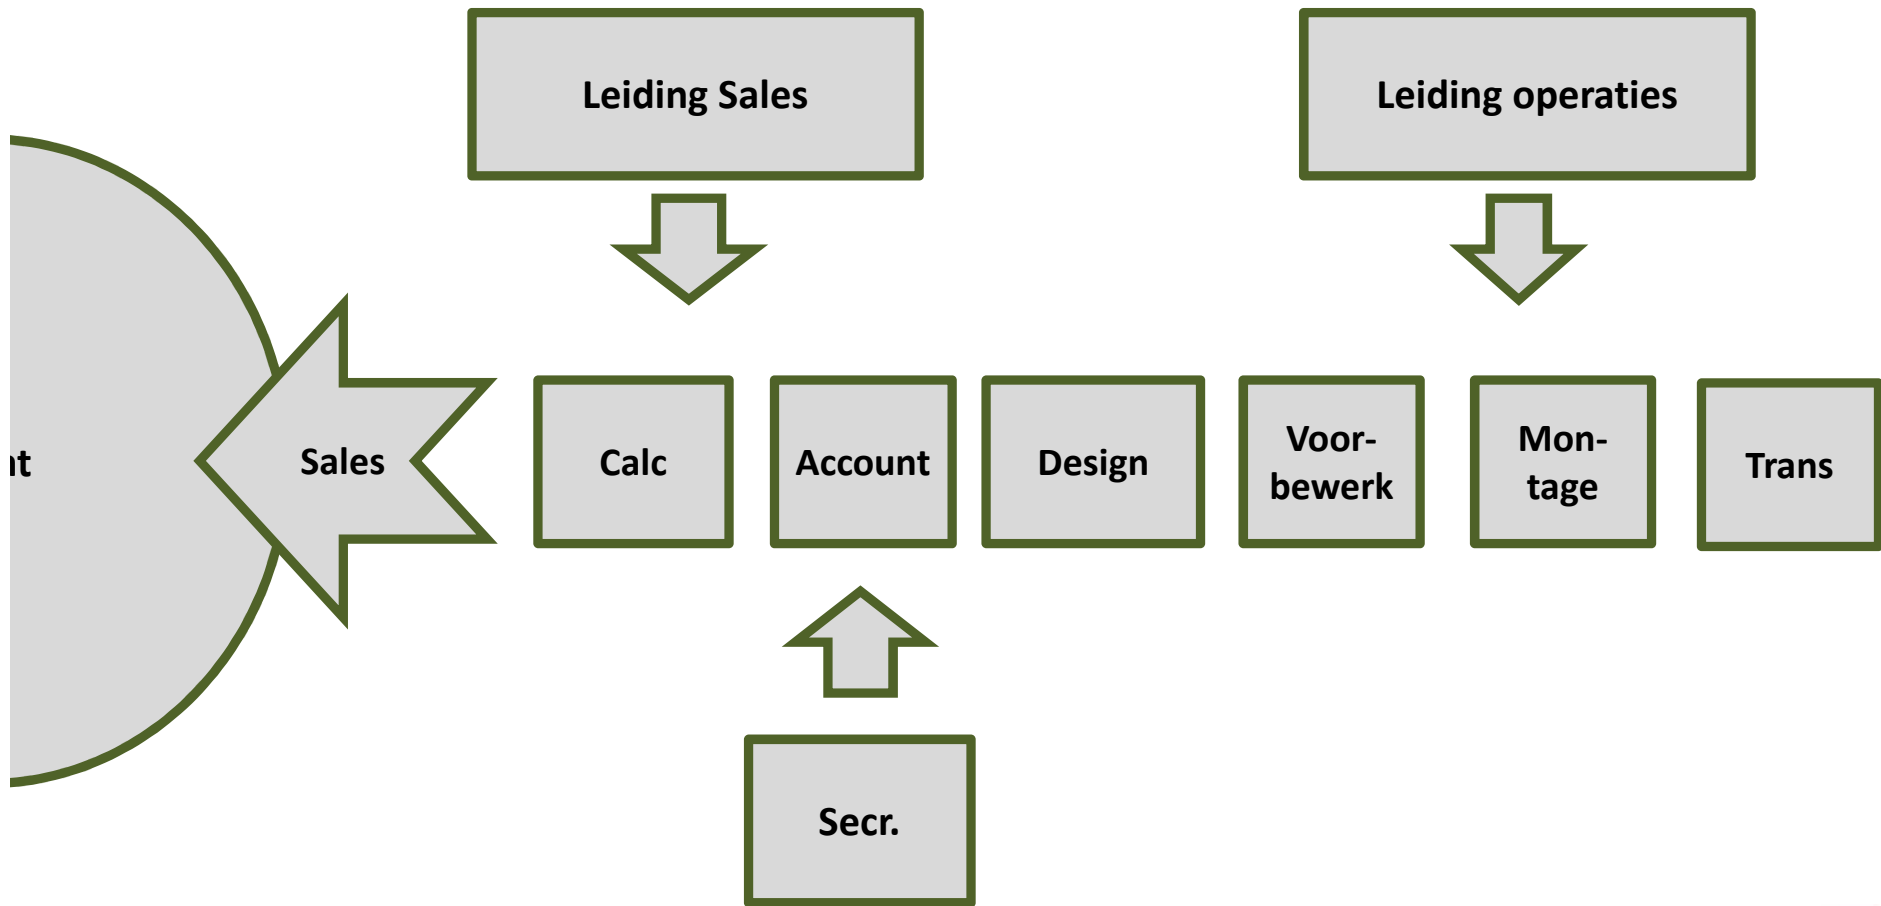 Leiding Sales
Leiding operaties
Sales
Calc
Account
Design
Voor-
bewerk
Mon-
tage
Trans
Secr.